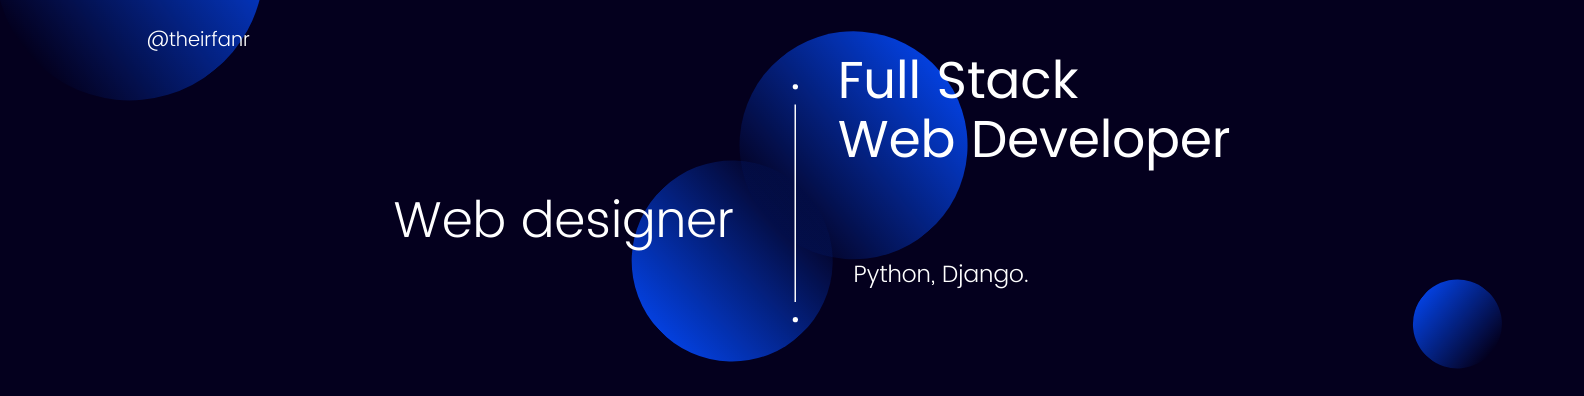 @theirfanr
Full Stack
Web Developer
Web designer
Python, Django.